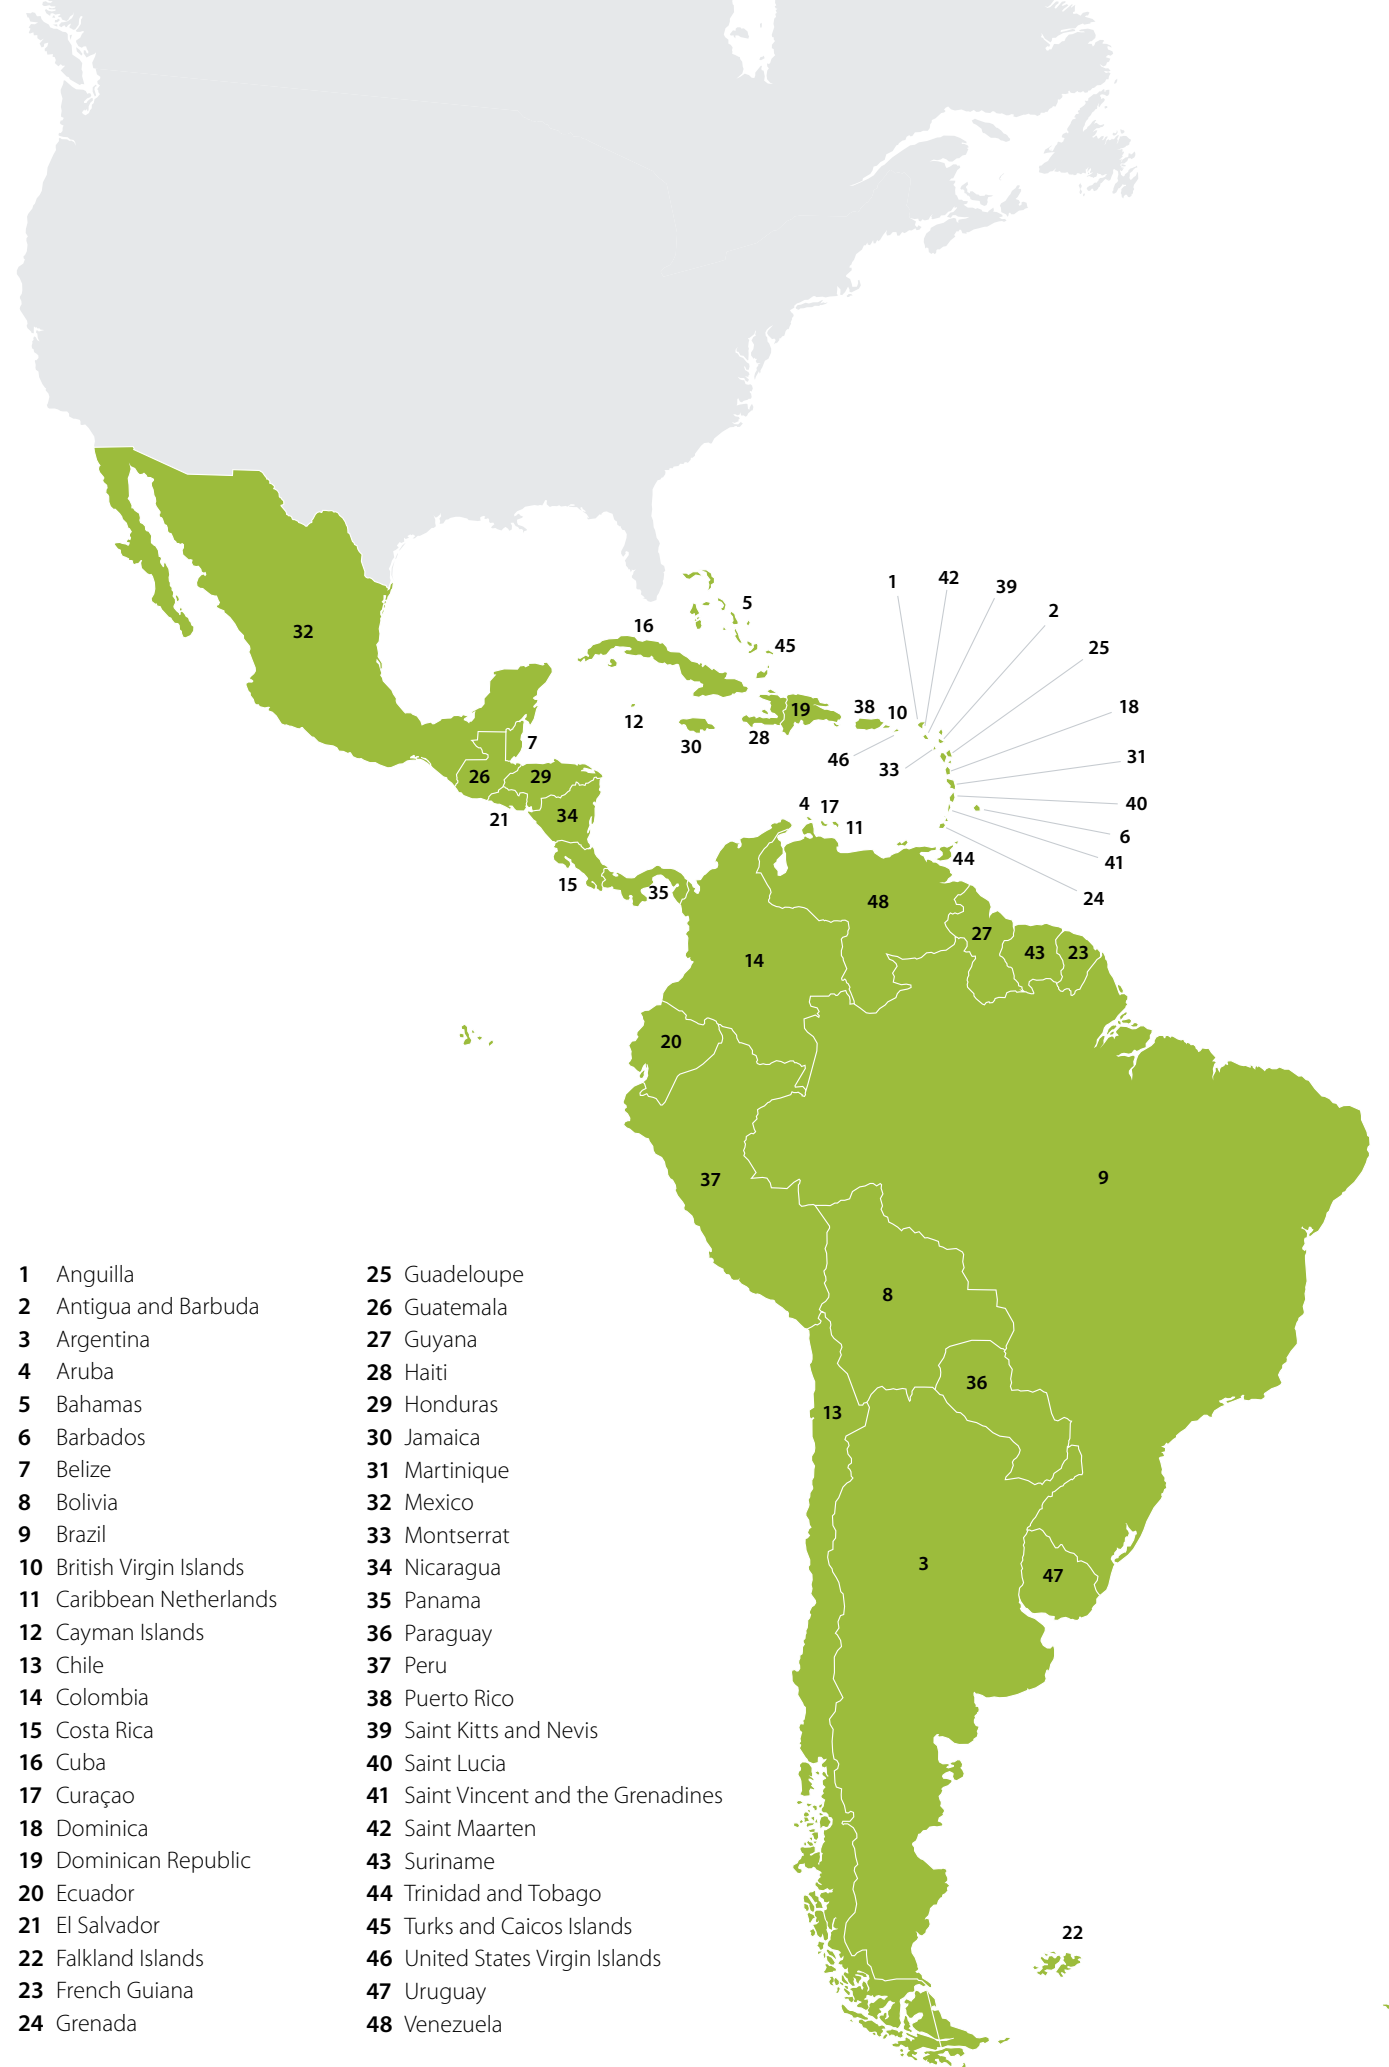 1
42
39
2
5
25
16
32
45
18
19
38
10
12
7
28
30
31
46
33
26
29
40
4
17
34
21
11
6
41
44
15
35
24
48
27
43
23
14
20
37
9
8
36
13
3
47
22
1 Anguilla
2 Antigua and Barbuda
3 Argentina
4 Aruba
5 Bahamas
6 Barbados
7 Belize
8 Bolivia
9 Brazil
10 British Virgin Islands
11 Caribbean Netherlands
12 Cayman Islands
13 Chile
14 Colombia
15 Costa Rica
16 Cuba
17 Curaçao
18 Dominica
19 Dominican Republic
20 Ecuador
21 El Salvador
22 Falkland Islands
23 French Guiana
24 Grenada
25 Guadeloupe
26 Guatemala
27 Guyana
28 Haiti
29 Honduras
30 Jamaica
31 Martinique
32 Mexico
33 Montserrat
34 Nicaragua
35 Panama
36 Paraguay
37 Peru
38 Puerto Rico
39 Saint Kitts and Nevis
40 Saint Lucia
41 Saint Vincent and the Grenadines
42 Saint Maarten
43 Suriname
44 Trinidad and Tobago
45 Turks and Caicos Islands
46 United States Virgin Islands
47 Uruguay
48 Venezuela